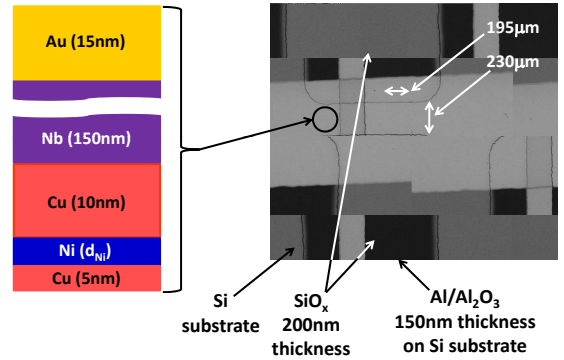 Au (15nm)
Nb (150nm)
Cu (10nm)
Ni (dNi)
Cu (5nm)
195µm
230µm
Si
substrate
SiOx
200nm
thickness
Al/Al2O3
150nm thickness
on Si substrate